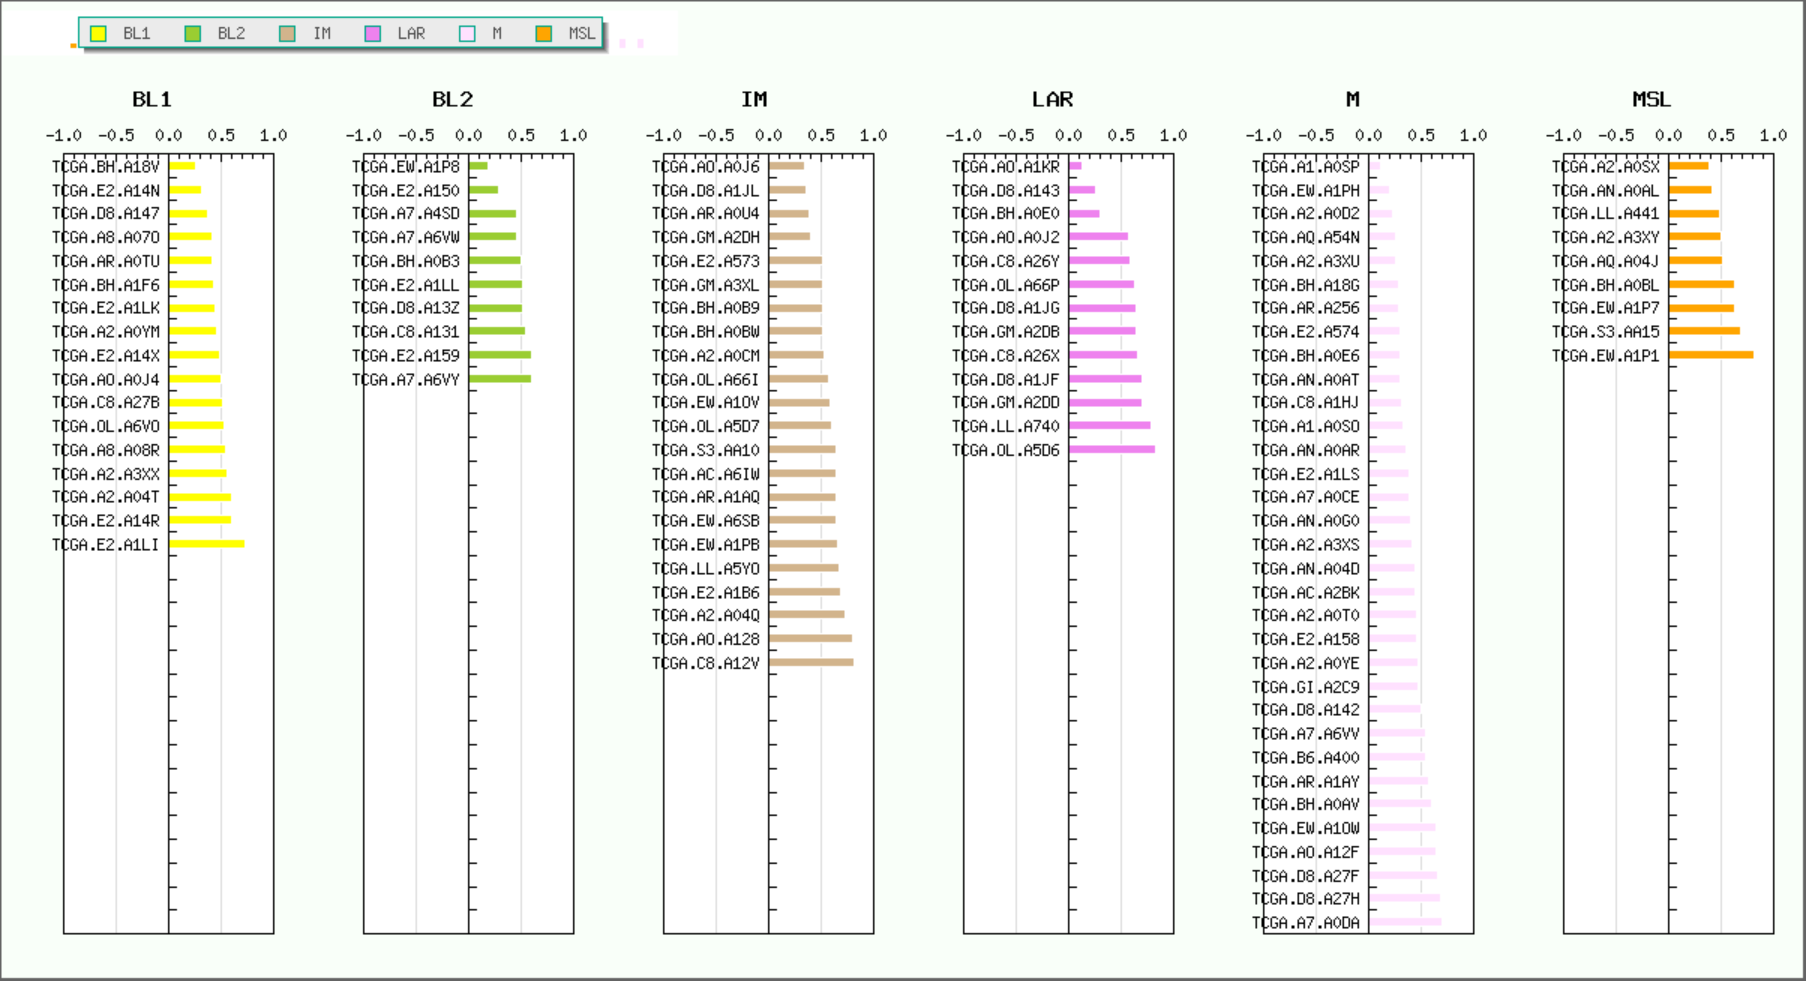 BL1 BL2 IM LAR M MSL
BL1
-1.0 -0.5 0.0 0.5 1.0
TCGA.BH.A18V
TCGA.E2.A14N
TCGA.D8.A147
TCGA.A8.A07O
TCGA.AR.A0TU
TCGA.BH.A1F6
TCGA.E2.A1LK
TCGA.A2.A0YM
TCGA.E2.A14X
TCGA.AO.A0J4
TCGA.C8.A27B
TCGA.OL.A6VO
TCGA.A8.A08R
TCGA.A2.A3XX
TCGA.A2.A04T
TCGA.E2.A14R
TCGA.E2.A1LI
BL2
-1.0 -0.5 0.0 0.5 1.0
TCGA.EW.A1P8
TCGA.E2.A150
TCGA.A7.A4SD
TCGA.A7.A6VW
TCGA.BH.A0B3
TCGA.E2.A1LL
TCGA.D8.A13Z
TCGA.C8.A131
TCGA.E2.A159
TCGA.A7.A6VY
IM
-1.0 -0.5 0.0 0.5 1.0
TCGA.AO.A0J6
TCGA.D8.A1JL
TCGA.AR.A0U4
TCGA.GM.A2DH
TCGA.E2.A573
TCGA.GM.A3XL
TCGA.BH.A0B9
TCGA.BH.A0BW
TCGA.A2.A0CM
TCGA.OL.A66I
TCGA.EW.A1OV
TCGA.OL.A5D7
TCGA.S3.AA10
TCGA.AC.A6IW
TCGA.AR.A1AQ
TCGA.EW.A6SB
TCGA.EW.A1PB
TCGA.LL.A5YO
TCGA.E2.A1B6
TCGA.A2.A04Q
TCGA.AO.A128
TCGA.C8.A12V
LAR
-1.0 -0.5 0.0 0.5 1.0
TCGA.AO.A1KR
TCGA.D8.A143
TCGA.BH.A0E0
TCGA.AO.A0J2
TCGA.C8.A26Y
TCGA.OL.A66P
TCGA.D8.A1JG
TCGA.GM.A2DB
TCGA.C8.A26X
TCGA.D8.A1JF
TCGA.GM.A2DD
TCGA.LL.A740
TCGA.OL.A5D6
M
-1.0 -0.5 0.0 0.5 1.0
TCGA.A1.A0SP
TCGA.EW.A1PH
TCGA.A2.A0D2
TCGA.AQ.A54N
TCGA.A2.A3XU
TCGA.BH.A18G
TCGA.AR.A256
TCGA.E2.A574
TCGA.BH.A0E6
TCGA.AN.A0AT
TCGA.C8.A1HJ
TCGA.A1.A0SO
TCGA.AN.A0AR
TCGA.E2.A1LS
TCGA.A7.A0CE
TCGA.AN.A0G0
TCGA.A2.A3XS
TCGA.AN.A04D
TCGA.AC.A2BK
TCGA.A2.A0T0
TCGA.E2.A158
TCGA.A2.A0YE
TCGA.GI.A2C9
TCGA.D8.A142
TCGA.A7.A6VV
TCGA.B6.A400
TCGA.AR.A1AY
TCGA.BH.A0AV
TCGA.EW.A1OW
TCGA.AO.A12F
TCGA.D8.A27F
TCGA.D8.A27H
TCGA.A7.A0DA
MSL
-1.0 -0.5 0.0 0.5 1.0
TCGA.A2.A0SX
TCGA.AN.A0AL
TCGA.LL.A441
TCGA.A2.A3XY
TCGA.AQ.A04J
TCGA.BH.A0BL
TCGA.EW.A1P7
TCGA.S3.AA15
TCGA.EW.A1P1